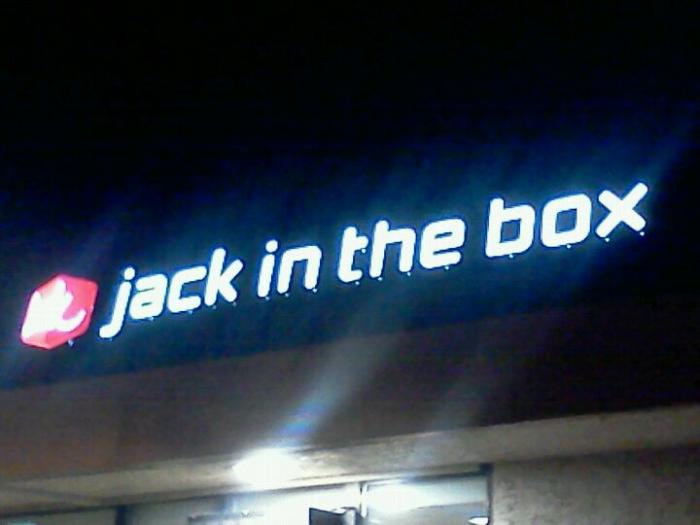 jack in the box